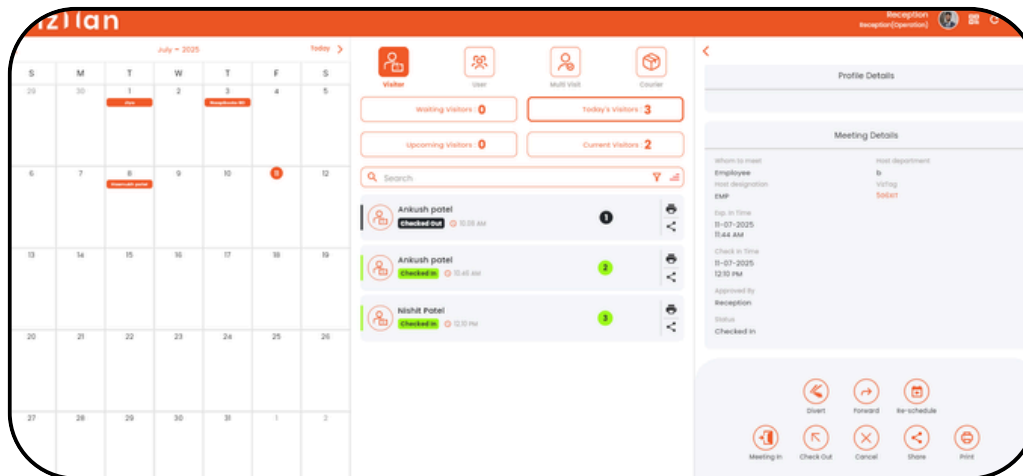 Reception
Reception(Operation)
July - 2025
Today
S M T W T F S
29 30 1 2 3 4 5
6 7 8 9 10 11 12
13 14 15 16 17 18 19
20 21 22 23 24 25 26
27 28 29 30 31 1 2
Visitor User Multi Visit Courier
Waiting Visitors : 0
Today's Visitors : 3
Upcoming Visitors : 0
Current Visitors : 2
Search
Ankush patel
Checked Out 10:08 AM
1
Ankush patel
Checked In 10:45 AM
2
Nishit Patel
Checked In 12:10 PM
3
Profile Details
Meeting Details
Whom to meet
Employee
Host department
b
Host designation
EMP
VizTag
Select
Exp. In Time
11-07-2025
11:44 AM
Check In Time
11-07-2025
12:10 PM
Approved By
Reception
Status
Checked In
Divert Forward Re-schedule
Meeting In Check Out Cancel Share Print